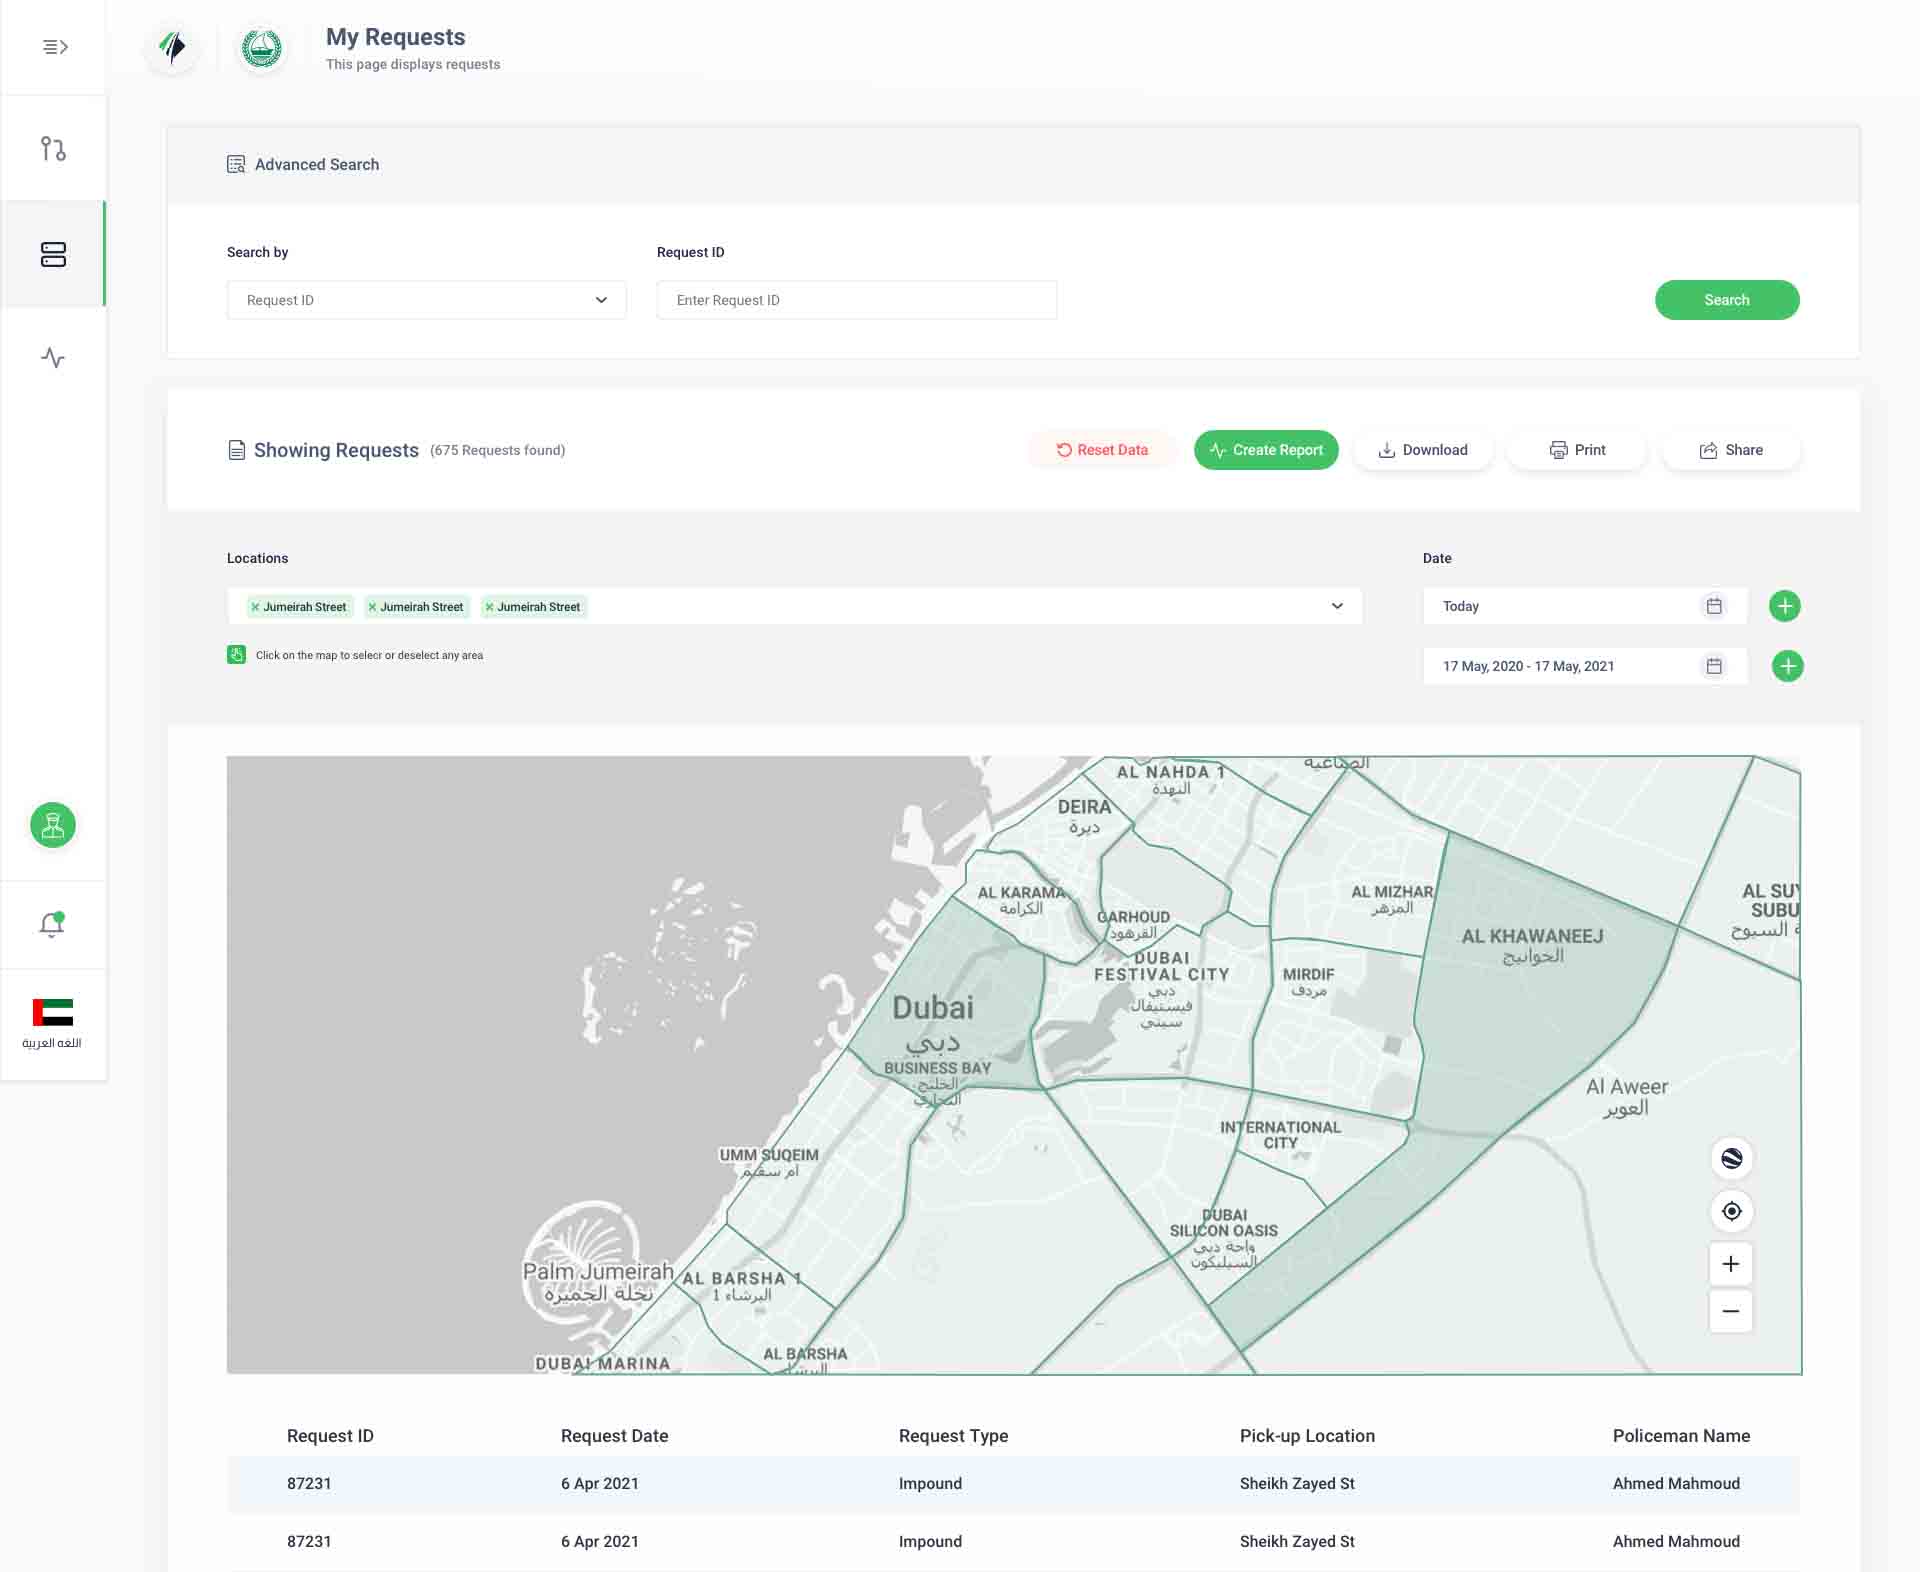 My Requests
This page displays requests
Advanced Search
Search by
Request ID
Request ID
Enter Request ID
Search
Showing Requests (675 Requests found)
Reset Data
Create Report
Download
Print
Share
Locations
Date
Jumeirah Street
Jumeirah Street
Jumeirah Street
Today
Click on the map to selecr or deselect any area
17 May, 2020 - 17 May, 2021
الصناعية
AL NAHDA 1
النهدة
DEIRA
ديرة
AL KARAMA
الكرامة
GARHOUD
القرهود
AL MIZHAR
المزهر
AL SUY
SUBU
ة السيوح
AL KHAWANEEJ
الخوانيج
DUBAI
FESTIVAL CITY
دبي
فيستيفال
سيتي
MIRDIF
مردف
Dubai
دبي
BUSINESS BAY
الخليج
التجاري
Al Aweer
العوير
INTERNATIONAL
CITY
UMM SUQEIM
ام سقيم
DUBAI
SILICON OASIS
واحة دبي
السيليكون
Palm Jumeirah
نخلة الجميرة
AL BARSHA 1
البرشاء 1
AL BARSHA
البرشاء
DUBAI MARINA
اللغه العربية
Request ID Request Date Request Type Pick-up Location Policeman Name
87231 6 Apr 2021 Impound Sheikh Zayed St Ahmed Mahmoud
87231 6 Apr 2021 Impound Sheikh Zayed St Ahmed Mahmoud